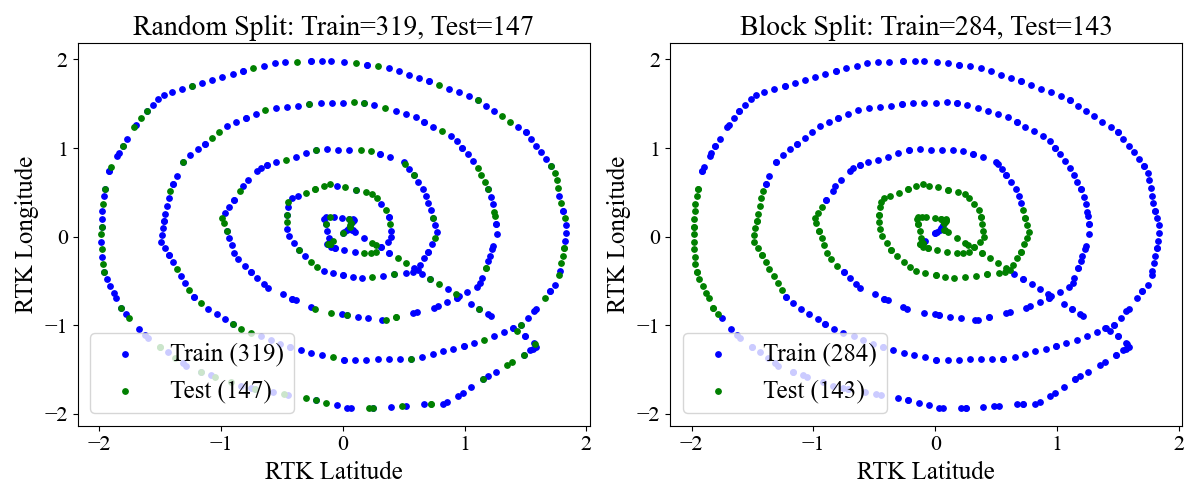 Random Split: Train=319, Test=147
RTK Longitude
2
1
0
−1
−2
Train (319)
Test (147)
−2 −1 0 1 2
RTK Latitude
Block Split: Train=284, Test=143
RTK Longitude
2
1
0
−1
−2
Train (284)
Test (143)
−2 −1 0 1 2
RTK Latitude